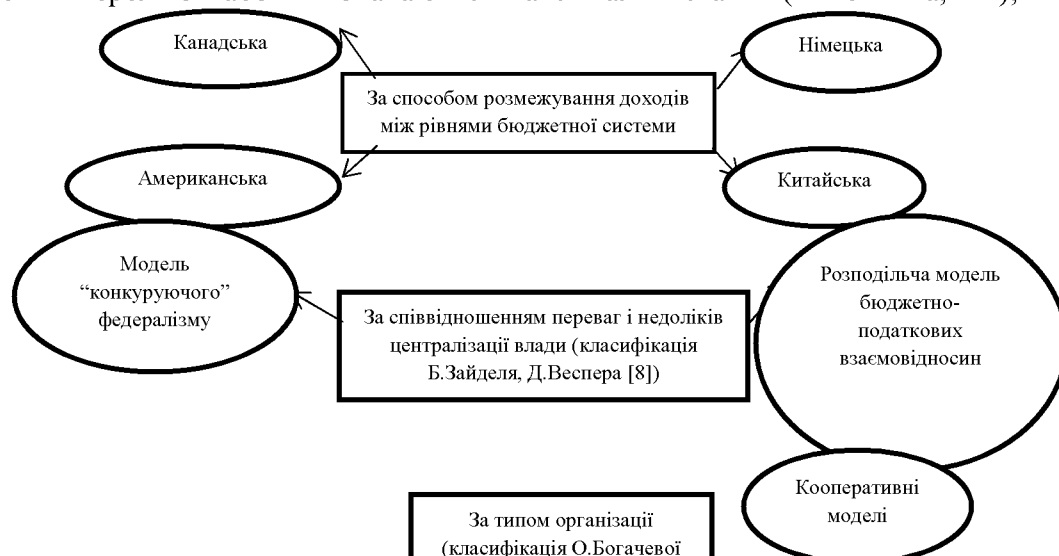 Канадська
Німецька
За способом розмежування доходів
між рівнями бюджетної системи
Американська
Китайська
Модель
“конкуруючого”
федералізму
Розподільча модель
бюджетно-
податкових
взаємовідносин
За співвідношенням переваг і недоліків
централізації влади (класифікація
Б.Зайделя, Д.Веспера [8])
Кооперативні
моделі
За типом організації
(класифікація О.Богачевої